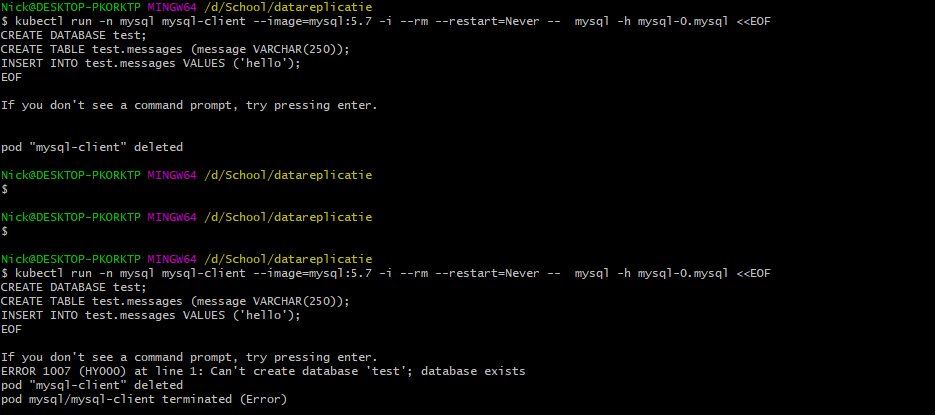 Nick@DESKTOP-PKORKTP MINGW64 /d/School/datareplicatie
$ kubectl run -n mysql mysql-client --image=mysql:5.7 -i --rm --restart=Never --  mysql -h mysql-0.mysql <<EOF
CREATE DATABASE test;
CREATE TABLE test.messages (message VARCHAR(250));
INSERT INTO test.messages VALUES ('hello');
EOF
If you don't see a command prompt, try pressing enter.
pod "mysql-client" deleted
Nick@DESKTOP-PKORKTP MINGW64 /d/School/datareplicatie
$
Nick@DESKTOP-PKORKTP MINGW64 /d/School/datareplicatie
$
Nick@DESKTOP-PKORKTP MINGW64 /d/School/datareplicatie
$ kubectl run -n mysql mysql-client --image=mysql:5.7 -i --rm --restart=Never --  mysql -h mysql-0.mysql <<EOF
CREATE DATABASE test;
CREATE TABLE test.messages (message VARCHAR(250));
INSERT INTO test.messages VALUES ('hello');
EOF
If you don't see a command prompt, try pressing enter.
ERROR 1007 (HY000) at line 1: Can't create database 'test'; database exists
pod "mysql-client" deleted
pod mysql/mysql-client terminated (Error)